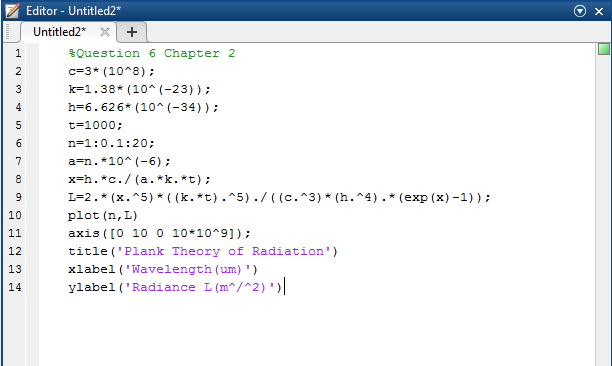 Editor - Untitled2*
Untitled2*
1 %Question 6 Chapter 2
2 c=3*(10^8);
3 k=1.38*(10^(-23));
4 h=6.626*(10^(-34));
5 t=1000;
6 n=1:0.1:20;
7 a=n.*10^(-6);
8 x=h.*c./(a.*k.*t);
9 L=2.*(x.^5)*((k.*t).^5)./((c.^3)*(h.^4).*(exp(x)-1));
10 plot(n,L)
11 axis([0 10 0 10*10^9]);
12 title('Plank Theory of Radiation')
13 xlabel('Wavelength(um)')
14 ylabel('Radiance L(m^/^2)')